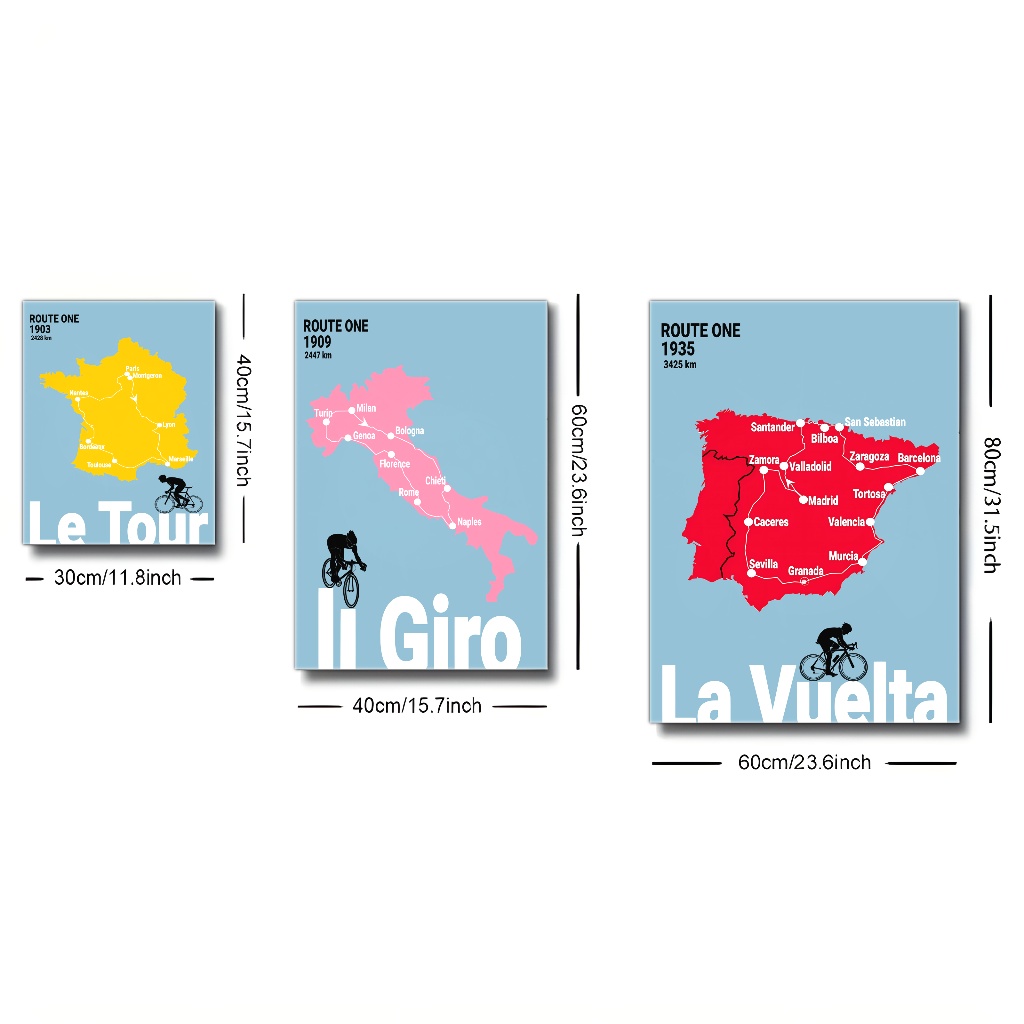 ROUTE ONE
1903
2428 km
Paris
Montgeron
Nantes
Lyon
Bordeaux
Toulouse
Marseille
Le Tour
40cm/15.7inch
30cm/11.8inch
ROUTE ONE
1909
2447 km
Milan
Turin
Bologna
Genoa
Florence
Chieti
Rome
Naples
Il Giro
60cm/23.6inch
40cm/15.7inch
ROUTE ONE
1935
3425 km
San Sebastian
Santander
Bilboa
Zaragoza
Barcelona
Zamora
Valladolid
Tortosa
Madrid
Caceres
Valencia
Murcia
Sevilla
Granada
La Vuelta
80cm/31.5inch
60cm/23.6inch